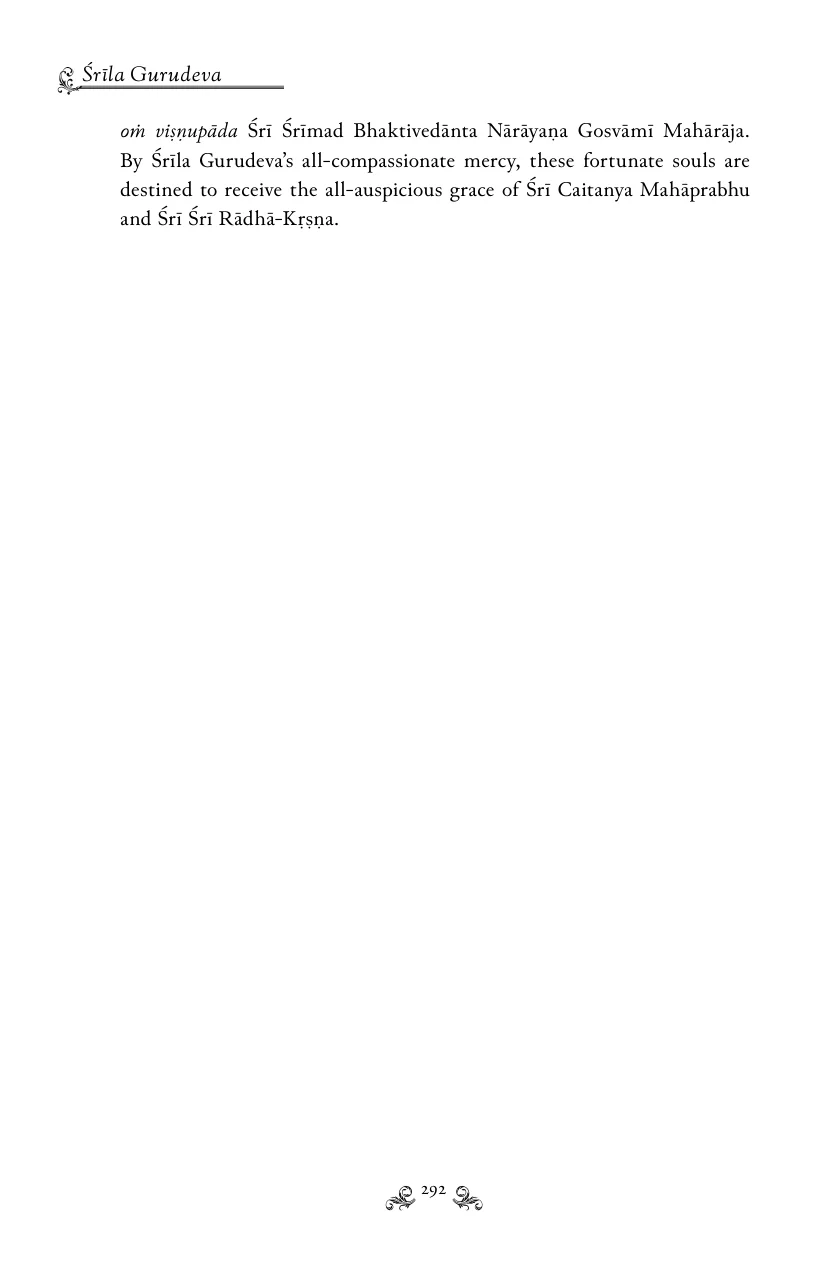 Śrīla Gurudeva
oṁ viṣṇupāda Śrī Śrīmad Bhaktivedānta Nārāyaṇa Gosvāmī Mahārāja.
By Śrīla Gurudeva’s all-compassionate mercy, these fortunate souls are
destined to receive the all-auspicious grace of Śrī Caitanya Mahāprabhu
and Śrī Śrī Rādhā-Kṛṣṇa.
292